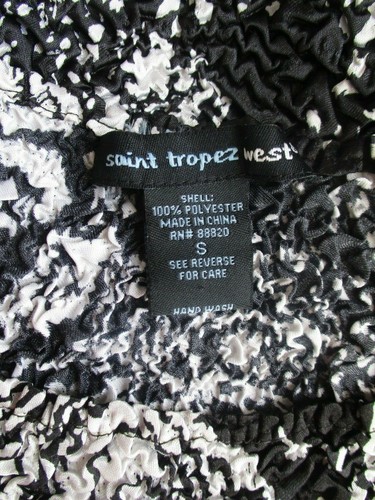 saint tropez west
SHELL:
100% POLYESTER
MADE IN CHINA
RN# 88820
S
SEE REVERSE
FOR CARE
HAND WASH